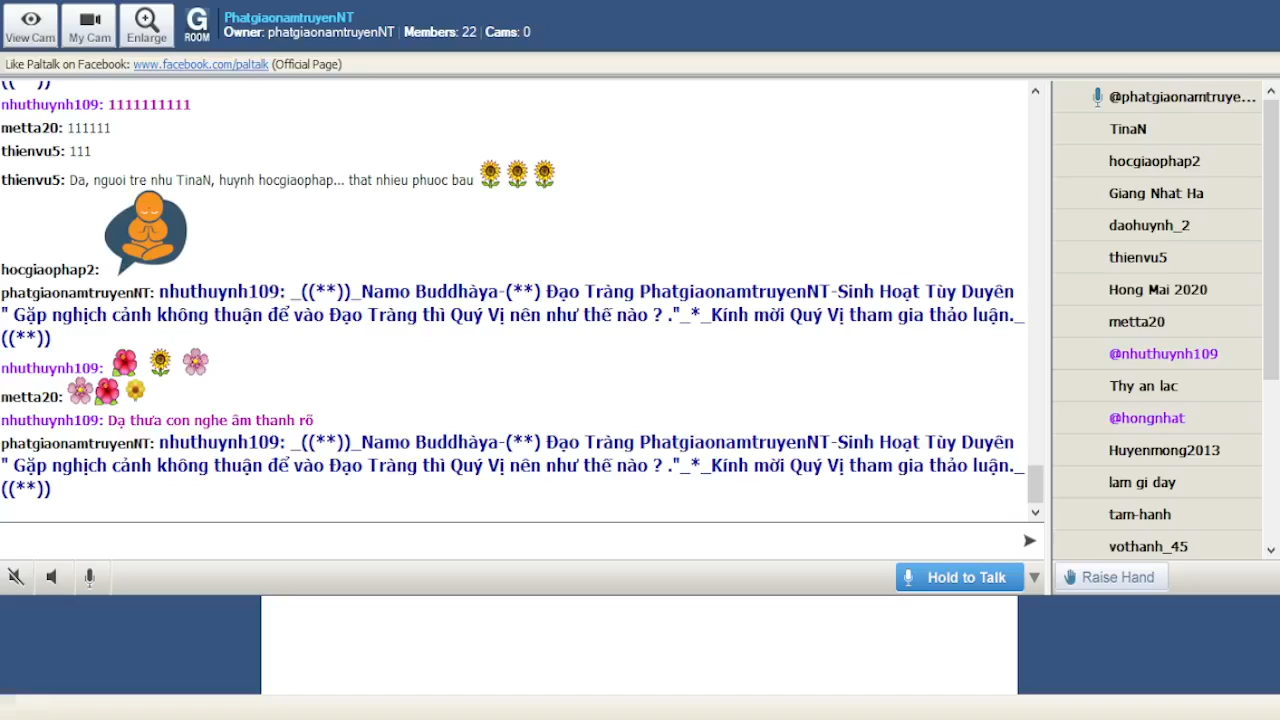 View Cam
My Cam
Enlarge
G
ROOM
PhatgiaonamtruyenNT
Owner: phatgiaonamtruyenNT | Members: 22 | Cams: 0
Like Paltalk on Facebook: www.facebook.com/paltalk (Official Page)
nhuthuynh109: 1111111111
metta20: 111111
thienvu5: 111
thienvu5: Da, nguoi tre nhu TinaN, huynh hocgiaophap... that nhieu phuoc bau
hocgiaophap2:
phatgiaonamtruyenNT: nhuthuynh109: _((**))_Namo Buddhàya-(**) Đạo Tràng PhatgiaonamtruyenNT-Sinh Hoạt Tùy Duyên
" Gặp nghịch cảnh không thuận để vào Đạo Tràng thì Quý Vị nên như thế nào ? ."_*_Kính mời Quý Vị tham gia thảo luận._
((**))
nhuthuynh109:
metta20:
nhuthuynh109: Dạ thưa con nghe âm thanh rõ
phatgiaonamtruyenNT: nhuthuynh109: _((**))_Namo Buddhàya-(**) Đạo Tràng PhatgiaonamtruyenNT-Sinh Hoạt Tùy Duyên
" Gặp nghịch cảnh không thuận để vào Đạo Tràng thì Quý Vị nên như thế nào ? ."_*_Kính mời Quý Vị tham gia thảo luận._
((**))
@phatgiaonamtruye...
TinaN
hocgiaophap2
Giang Nhat Ha
daohuynh_2
thienvu5
Hong Mai 2020
metta20
@nhuthuynh109
Thy an lac
@hongnhat
Huyenmong2013
lam gi day
tam-hanh
vothanh_45
Hold to Talk
Raise Hand